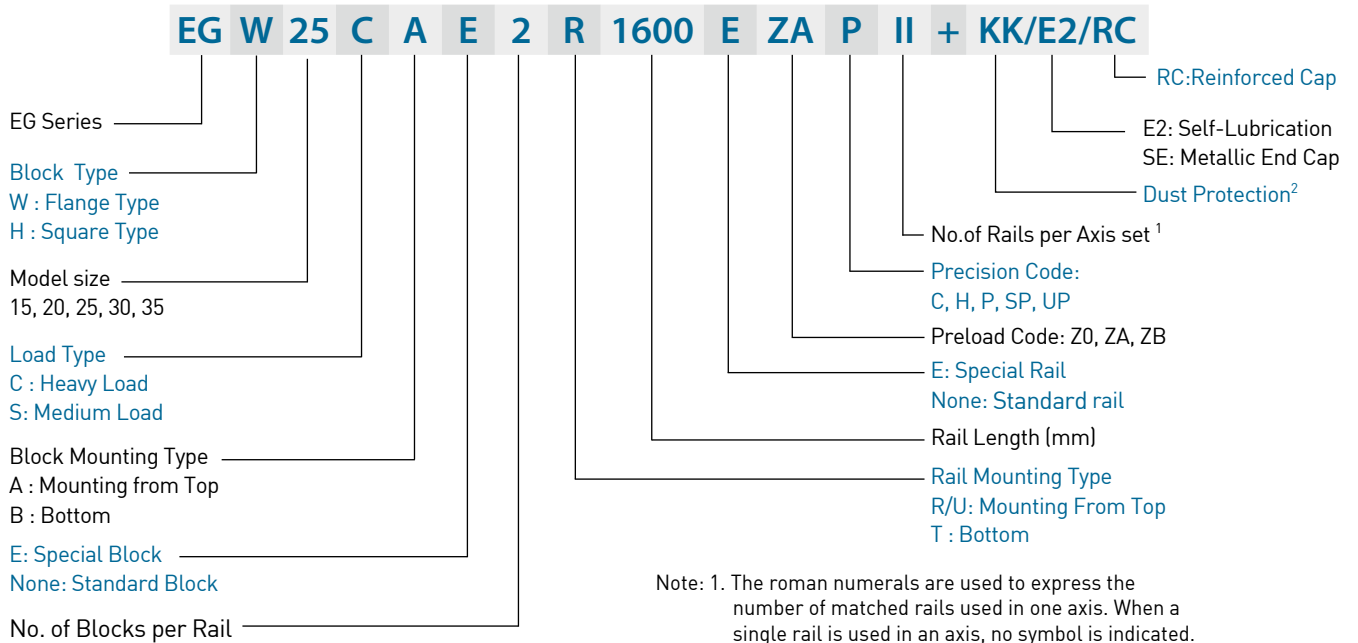 EG W 25 C A E 2 R 1600 E ZA P II + KK/E2/RC
EG Series
Block Type
W : Flange Type
H : Square Type
Model size
15, 20, 25, 30, 35
Load Type
C : Heavy Load
S: Medium Load
Block Mounting Type
A : Mounting from Top
B : Bottom
E: Special Block
None: Standard Block
No. of Blocks per Rail
RC:Reinforced Cap
E2: Self-Lubrication
SE: Metallic End Cap
Dust Protection2
No.of Rails per Axis set 1
Precision Code:
C, H, P, SP, UP
Preload Code: Z0, ZA, ZB
E: Special Rail
None: Standard rail
Rail Length (mm)
Rail Mounting Type
R/U: Mounting From Top
T : Bottom
Note: 1. The roman numerals are used to express the
number of matched rails used in one axis. When a
single rail is used in an axis, no symbol is indicated.